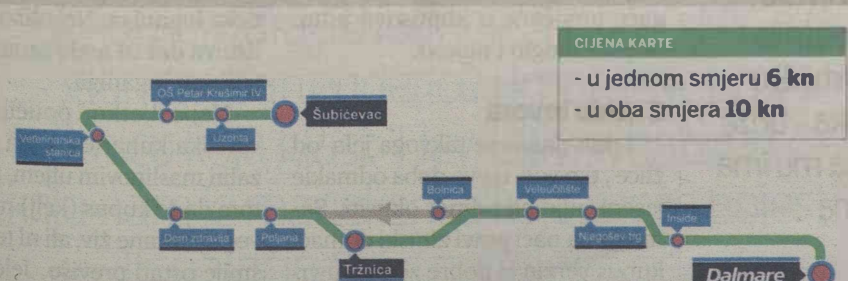 CIJENA KARTE
- u jednom smjeru 6 kn
- u oba smjera 10 kn
OŠ Petar Krešimir IV
Šubićevac
Uzorita
Veterinarska
stanica
Bolnica
Veleučilište
Dom zdravlja
Poljana
Tržnica
Njegošev trg
Inside
Dalmare